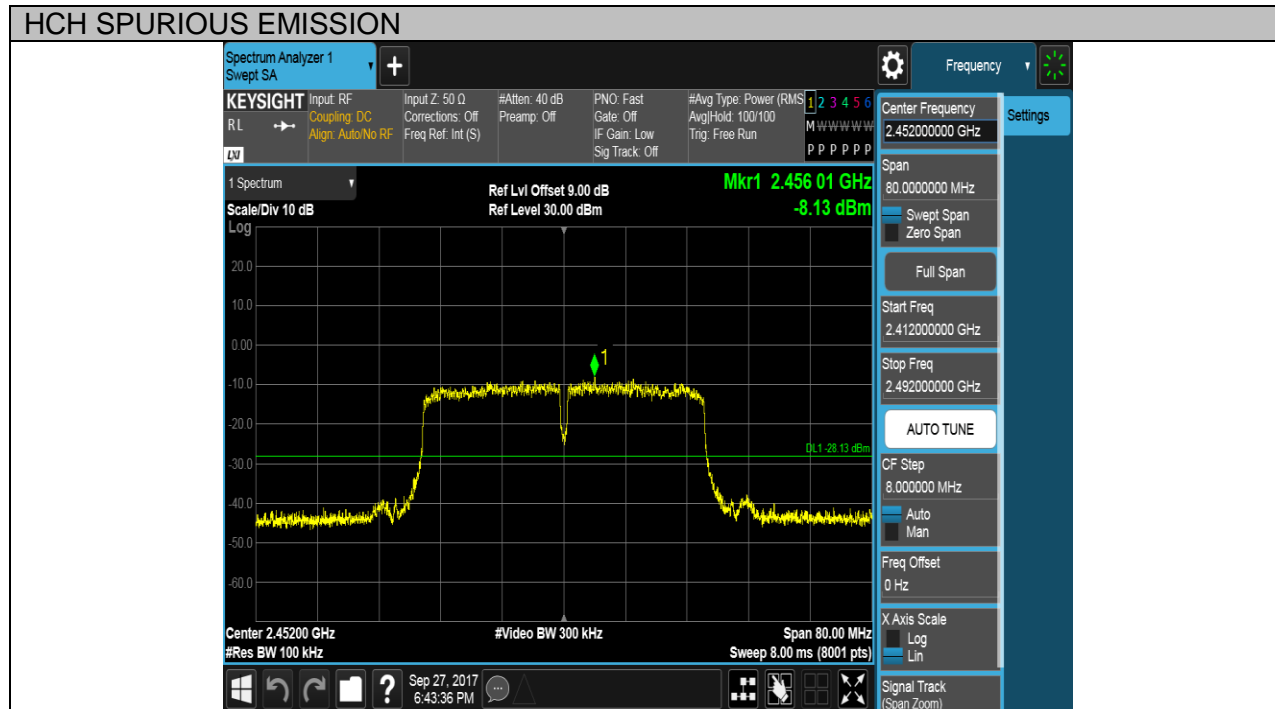 HCH SPURIOUS EMISSION
Spectrum Analyzer 1
Swept SA
Frequency
KEYSIGHT
RL
LXI
Input: RF
Coupling: DC
Align: Auto/No RF
Input Z: 50 Ω
Corrections: Off
Freq Ref: Int (S)
#Atten: 40 dB
Preamp: Off
PNO: Fast
Gate: Off
IF Gain: Low
Sig Track: Off
#Avg Type: Power (RMS
Avg|Hold: 100/100
Trig: Free Run
1 2 3 4 5 6
M W W W W W
P P P P P P
Center Frequency
2.452000000 GHz
Settings
Span
80.0000000 MHz
Swept Span
Zero Span
Full Span
Start Freq
2.412000000 GHz
Stop Freq
2.492000000 GHz
AUTO TUNE
CF Step
8.000000 MHz
Auto
Man
Freq Offset
0 Hz
X Axis Scale
Log
Lin
Signal Track
(Span Zoom)
1 Spectrum
Scale/Div 10 dB
Log
Ref Lvl Offset 9.00 dB
Ref Level 30.00 dBm
Mkr1 2.456 01 GHz
-8.13 dBm
20.0
10.0
0.00
-10.0
-20.0
-30.0
-40.0
-50.0
-60.0
1
DL1 -28.13 dBm
Center 2.45200 GHz
#Res BW 100 kHz
#Video BW 300 kHz
Span 80.00 MHz
Sweep 8.00 ms (8001 pts)
?
Sep 27, 2017
6:43:36 PM